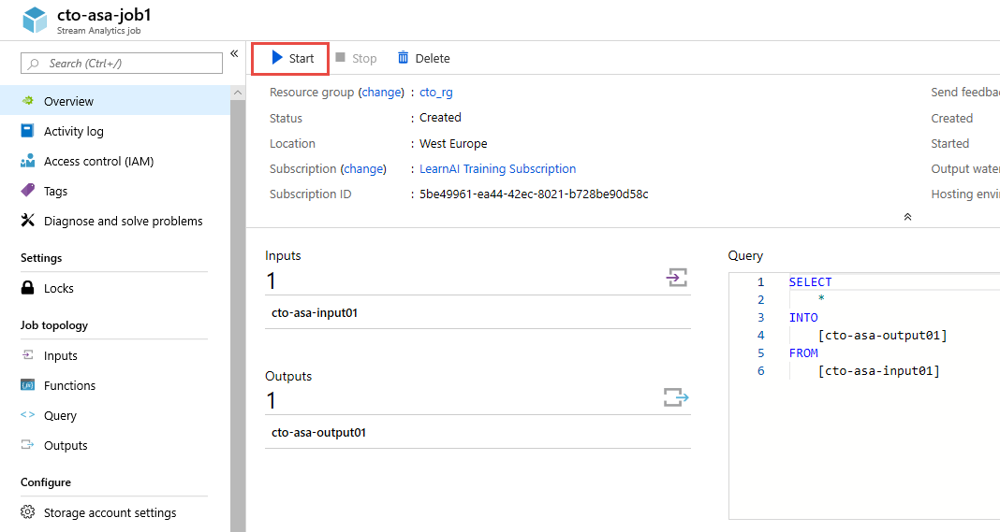 cto-asa-job1
Stream Analytics job
Search (Ctrl+/)
«
Overview
Activity log
Access control (IAM)
Tags
Diagnose and solve problems
Settings
Locks
Job topology
Inputs
Functions
Query
Outputs
Configure
Storage account settings
Start Stop Delete
Resource group (change) : cto_rg
Status : Created
Location : West Europe
Subscription (change) : LearnAI Training Subscription
Subscription ID : 5be49961-ea44-42ec-8021-b728be90d58c
Send feedba
Created
Started
Output water
Hosting envi
Inputs
1
cto-asa-input01
Outputs
1
cto-asa-output01
Query
1 SELECT
2 *
3 INTO
4 [cto-asa-output01]
5 FROM
6 [cto-asa-input01]